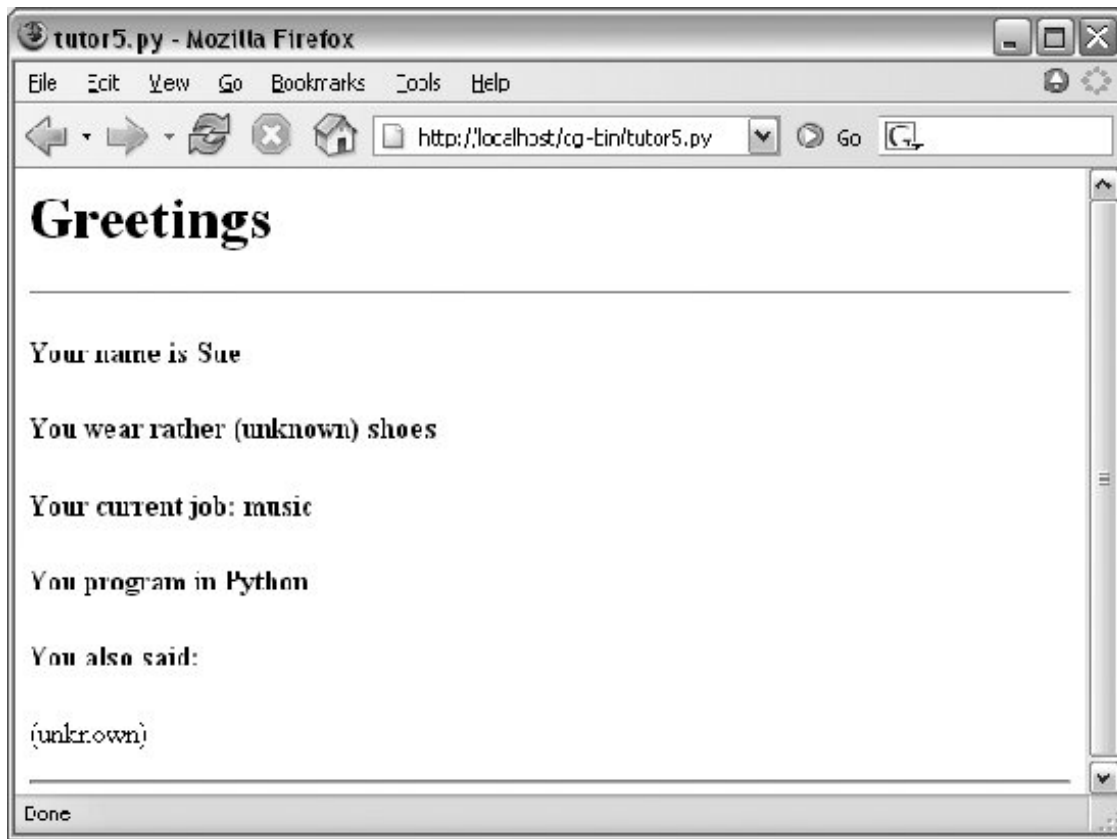 tutor5.py - Mozilla Firefox
File Edit View Go Bookmarks Tools Help
http://localhost/cgi-bin/tutor5.py Go G
Greetings
Your name is Sue
You wear rather (unknown) shoes
Your current job: music
You program in Python
You also said:
(unknown)
Done